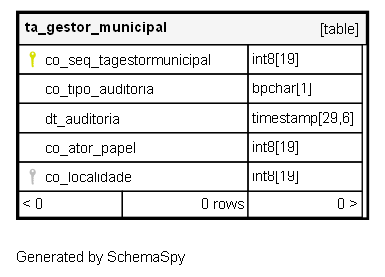 ta_gestor_municipal [table]
co_seq_tagestormunicipal int8[19]
co_tipo_auditoria bpchar[1]
dt_auditoria timestamp[29,6]
co_ator_papel int8[19]
co_localidade int8[19]
< 0 0 rows 0 >
Generated by SchemaSpy